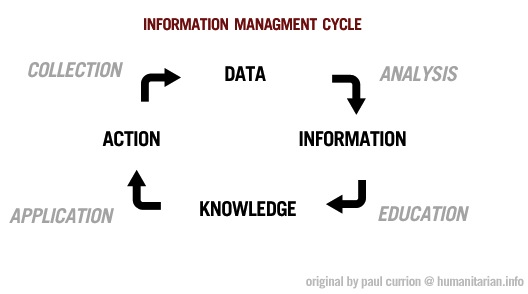 INFORMATION MANAGMENT CYCLE
COLLECTION
DATA
ANALYSIS
ACTION
INFORMATION
APPLICATION
KNOWLEDGE
EDUCATION
original by paul currion @ humanitarian.info